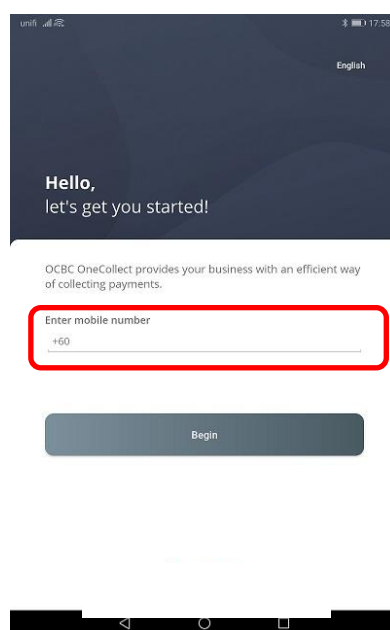 unifi 17:58
English
Hello,
let's get you started!
OCBC OneCollect provides your business with an efficient way
of collecting payments.
Enter mobile number
+60
Begin